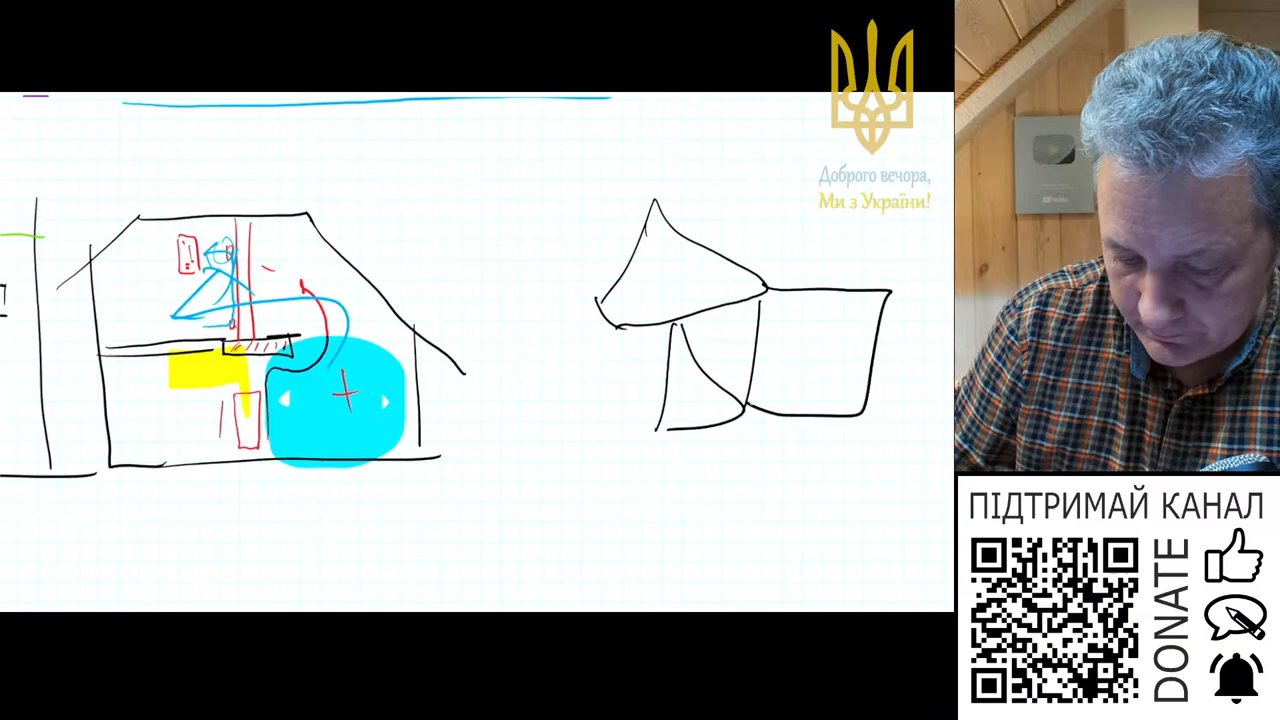 Доброго вечора,
Ми з України!
ПІДТРИМАЙ КАНАЛ
DONATE